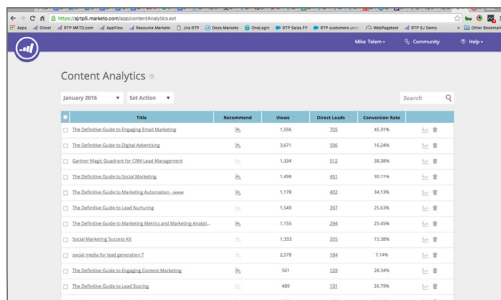 https://sjrtp5.marketo.com/app/contentAnalytics.ext
Apps Jira RTP RTP MKTO.com AppView Resource Markets Docs.Marketo OneLogin RTP Sales FY WebPagetest RTP SJ Demo Other Bookmar
Mike Telem Community Help
Content Analytics
January 2016 Set Action Search
Title Recommend Views Direct Leads Conversion Rate
The Definitive Guide to Engaging Email Marketing 1,556 705 45.31%
The Definitive Guide to Digital Advertising 3,671 596 16.24%
Gartner Magic Quadrant for CRM Lead Management 1,334 512 38.38%
The Definitive Guide to Social Marketing 1,498 451 30.11%
The Definitive Guide to Marketing Automation - www 1,178 402 34.13%
The Definitive Guide to Lead Nurturing 1,549 397 25.63%
The Definitive Guide to Marketing Metrics and Marketing Analyti... 1,155 294 25.45%
Social Marketing Success Kit 1,333 205 15.38%
social media for lead generation.7 2,579 184 7.14%
The Definitive Guide to Engaging Content Marketing 561 159 28.34%
The Definitive Guide to Lead Scoring 489 131 26.79%